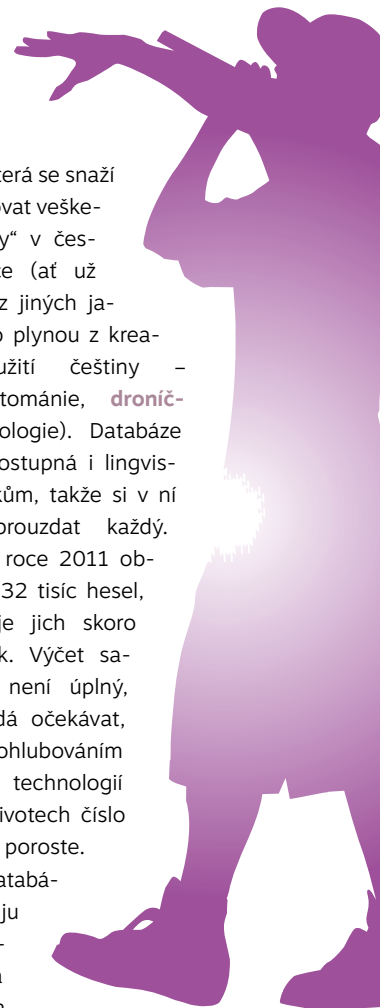 terá se snaží
ovat veške-
y“ v čes-
ce (ať už
z jiných ja-
o plynou z krea-
užití češtiny –
tománie, droníč-
ologie). Databáze
ostupná i lingvis-
kům, takže si v ní
prouzdat každý.
roce 2011 ob-
32 tisíc hesel,
je jich skoro
k. Výčet sa-
není úplný,
dá očekávat,
ohlubováním
technologií
ivotech číslo
poroste.
atabá-
ju